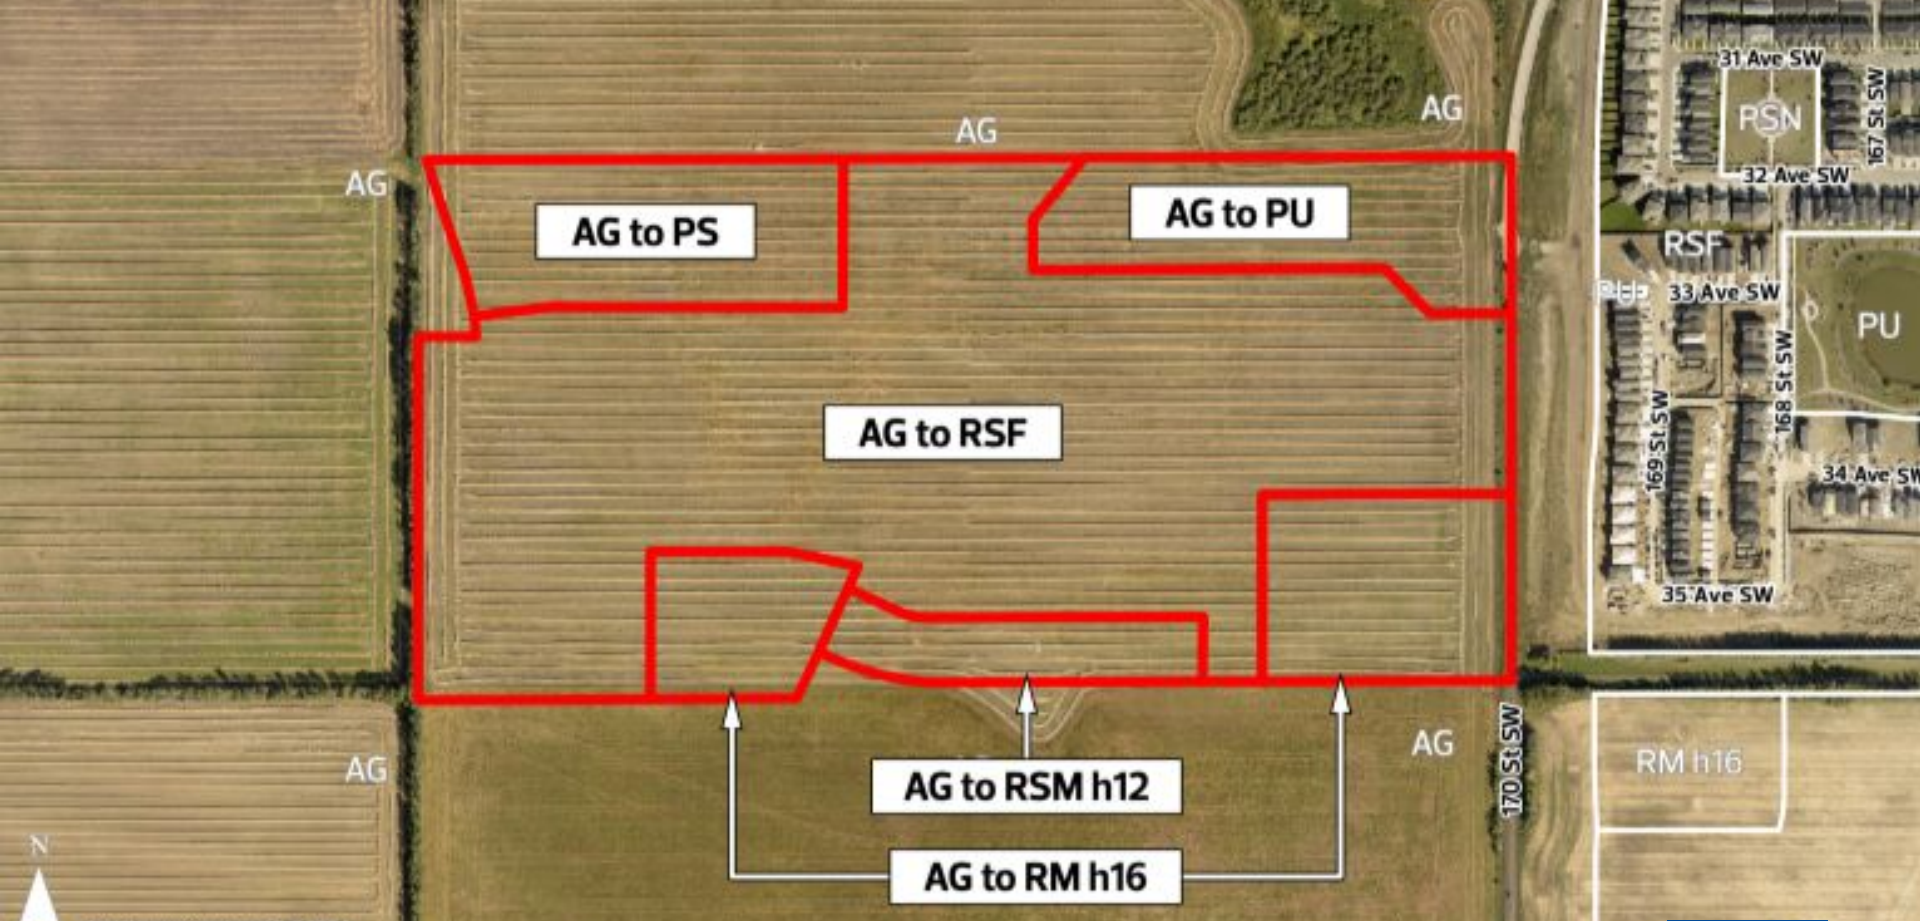 31 Ave SW
PSN
167 St SW
AG
AG
32 Ave SW
AG
AG to PS
AG to PU
RSF
33 Ave SW
PU
168 St SW
AG to RSF
169 St SW
34 Ave SW
35 Ave SW
AG
170 St SW
RM h16
AG
AG to RSM h12
AG to RM h16
N